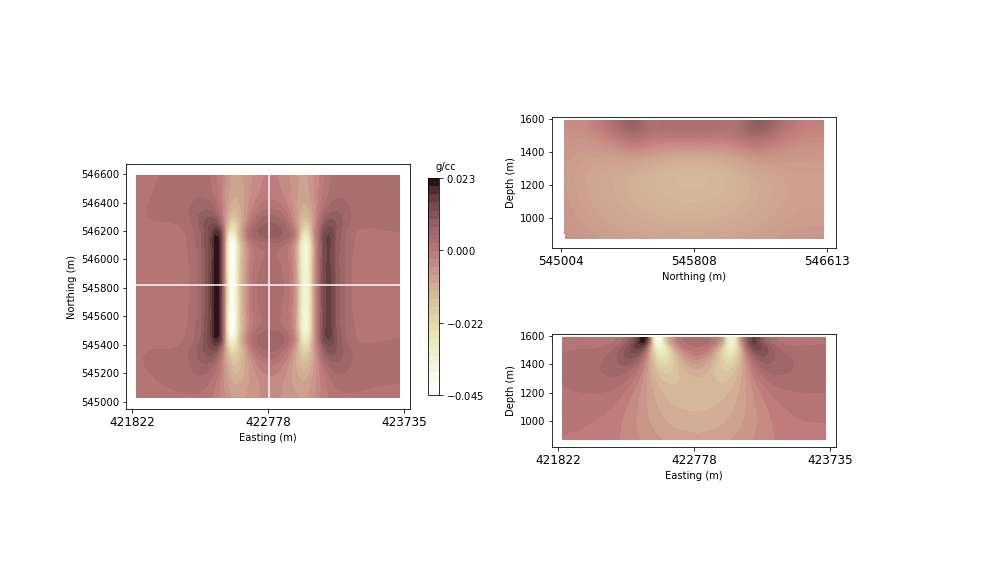 g/cc
546600
546400
546200
546000
545800
545600
545400
545200
545000
Northing (m)
421822 422778 423735
Easting (m)
0.023
0.000
−0.022
−0.045
1600
1400
1200
1000
Depth (m)
545004 545808 546613
Northing (m)
1600
1400
1200
1000
Depth (m)
421822 422778 423735
Easting (m)